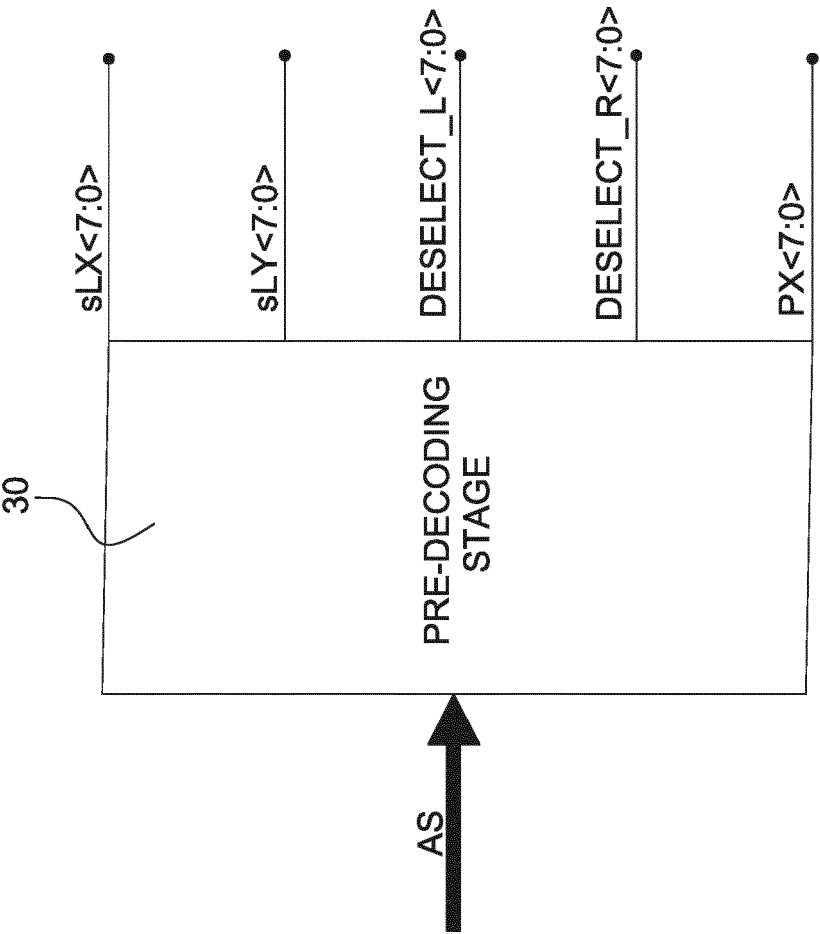 30
sLX<7:0>
sLY<7:0>
DESELECT_L<7:0>
DESELECT_R<7:0>
PX<7:0>
PRE-DECODING
STAGE
AS